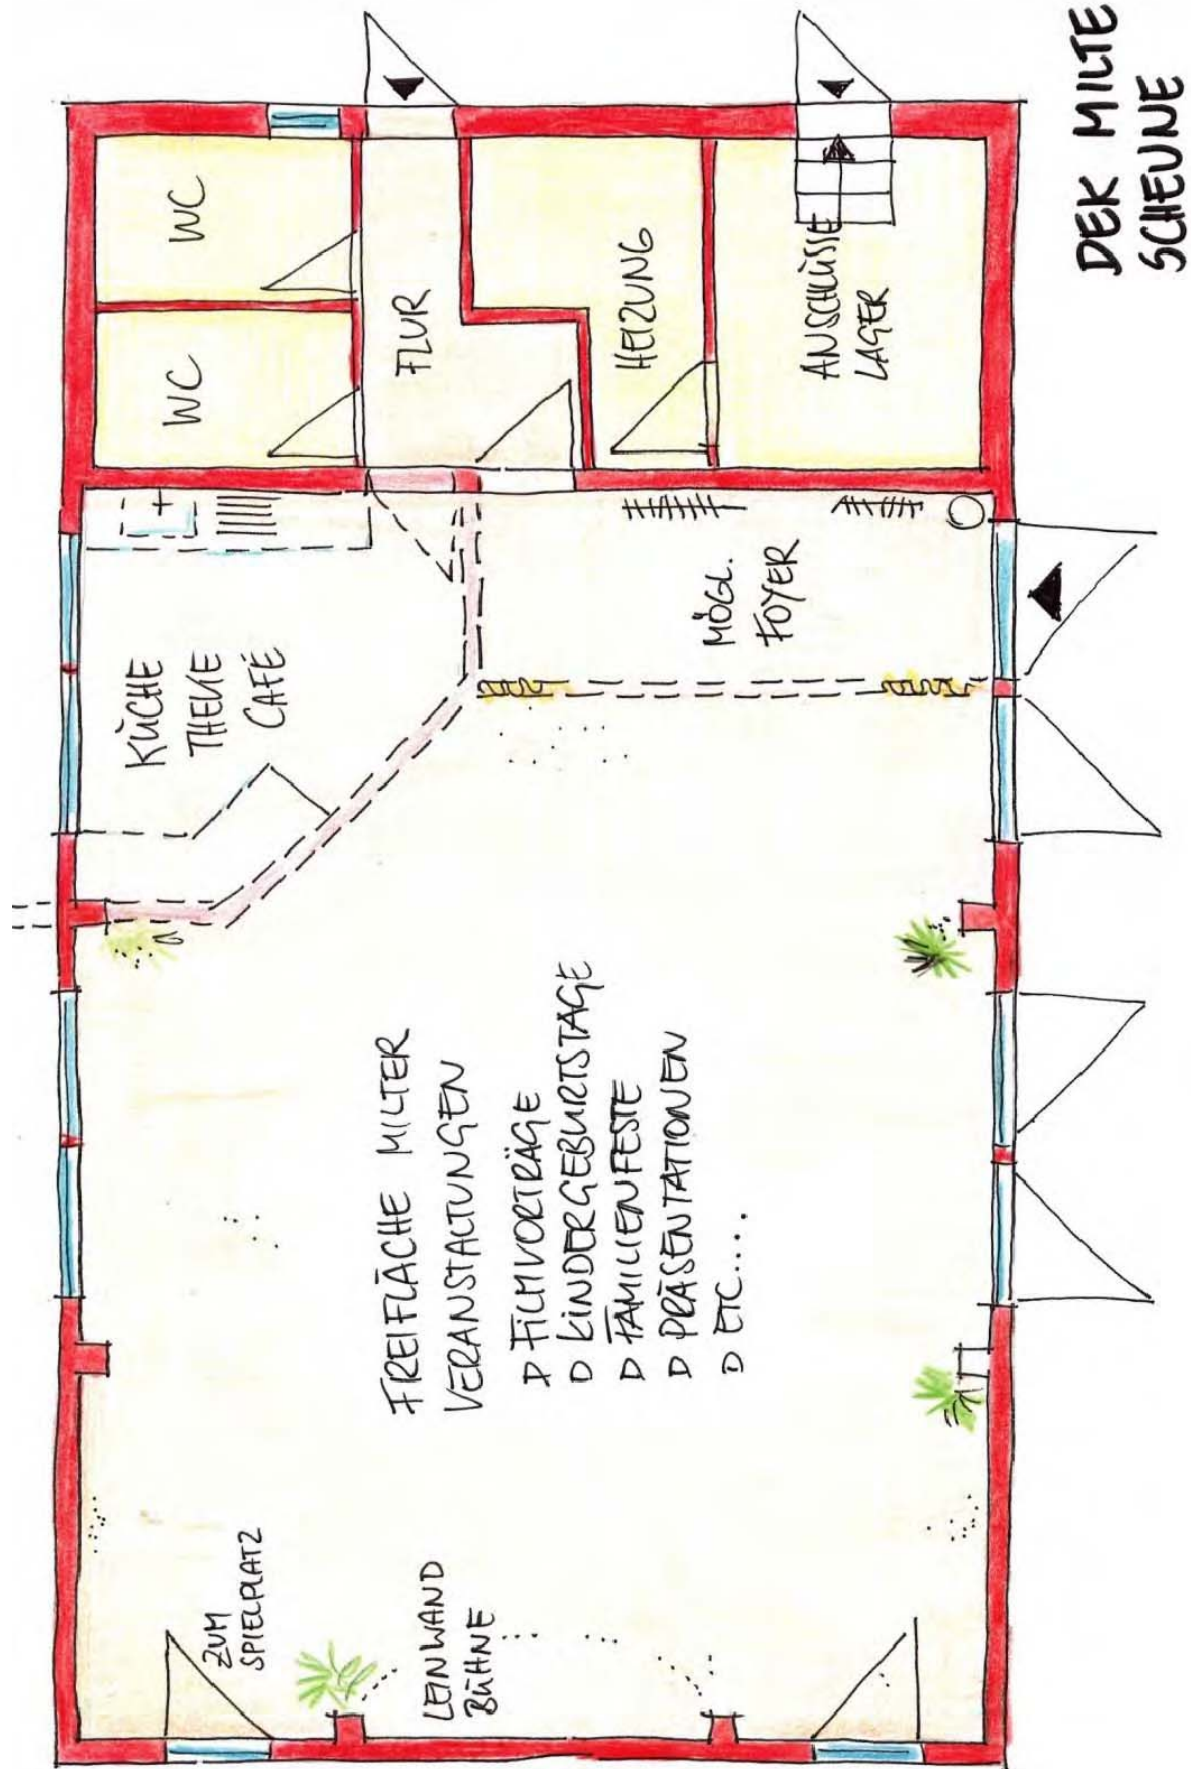 ZUM
SPIELPLATZ
LEINWAND
BÜHNE
FREIFLÄCHE MILTER
VERANSTALTUNGEN
▷ FILMVORTRÄGE
▷ KINDERGEBURTSTAGE
▷ FAMILIENFESTE
▷ PRÄSENTATIONEN
▷ ETC....
KÜCHE
THEKE
CAFÉ
MÖGL.
FOYER
WC
WC
FLUR
HEIZUNG
ANSCHLÜSSE
LAGER
DEK MILTE
SCHEUNE